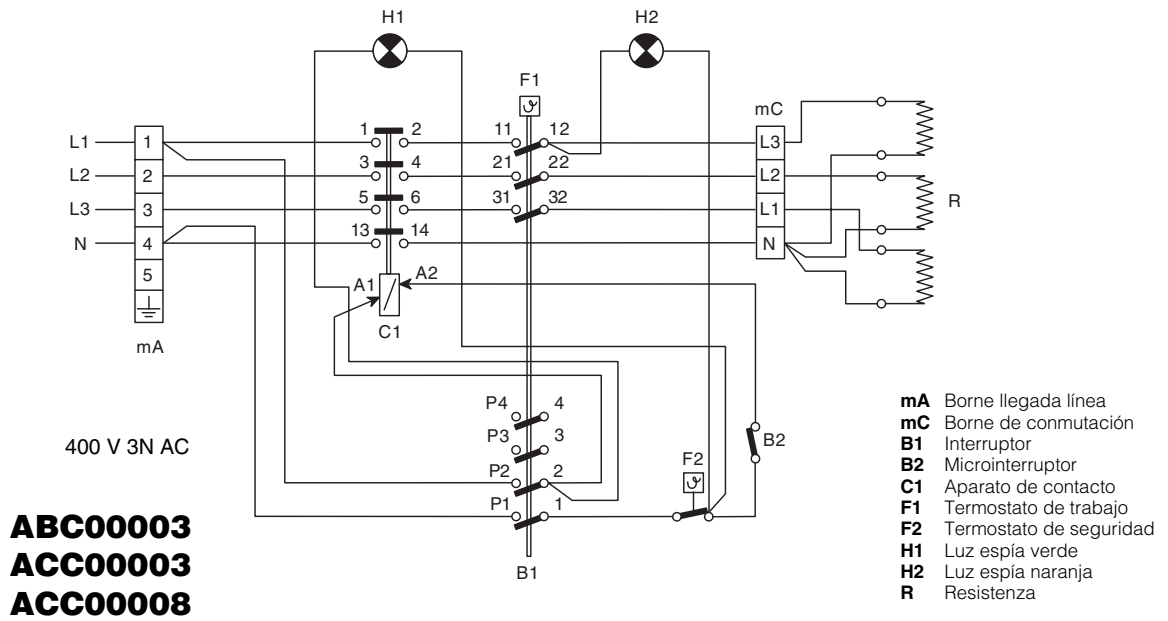 H1
H2
F1
ϑ
mC
L1
1
1
2
11
12
L3
L2
2
3
4
21
22
L2
L3
3
5
6
31
32
L1
R
N
4
13
14
N
5
A1
A2
mA
C1
P4
4
P3
3
P2
2
P1
1
F2
ϑ
B2
B1
400 V 3N AC
ABC00003
ACC00003
ACC00008
mA Borne llegada línea
mC Borne de conmutación
B1 Interruptor
B2 Microinterruptor
C1 Aparato de contacto
F1 Termostato de trabajo
F2 Termostato de seguridad
H1 Luz espía verde
H2 Luz espía naranja
R Resistenza